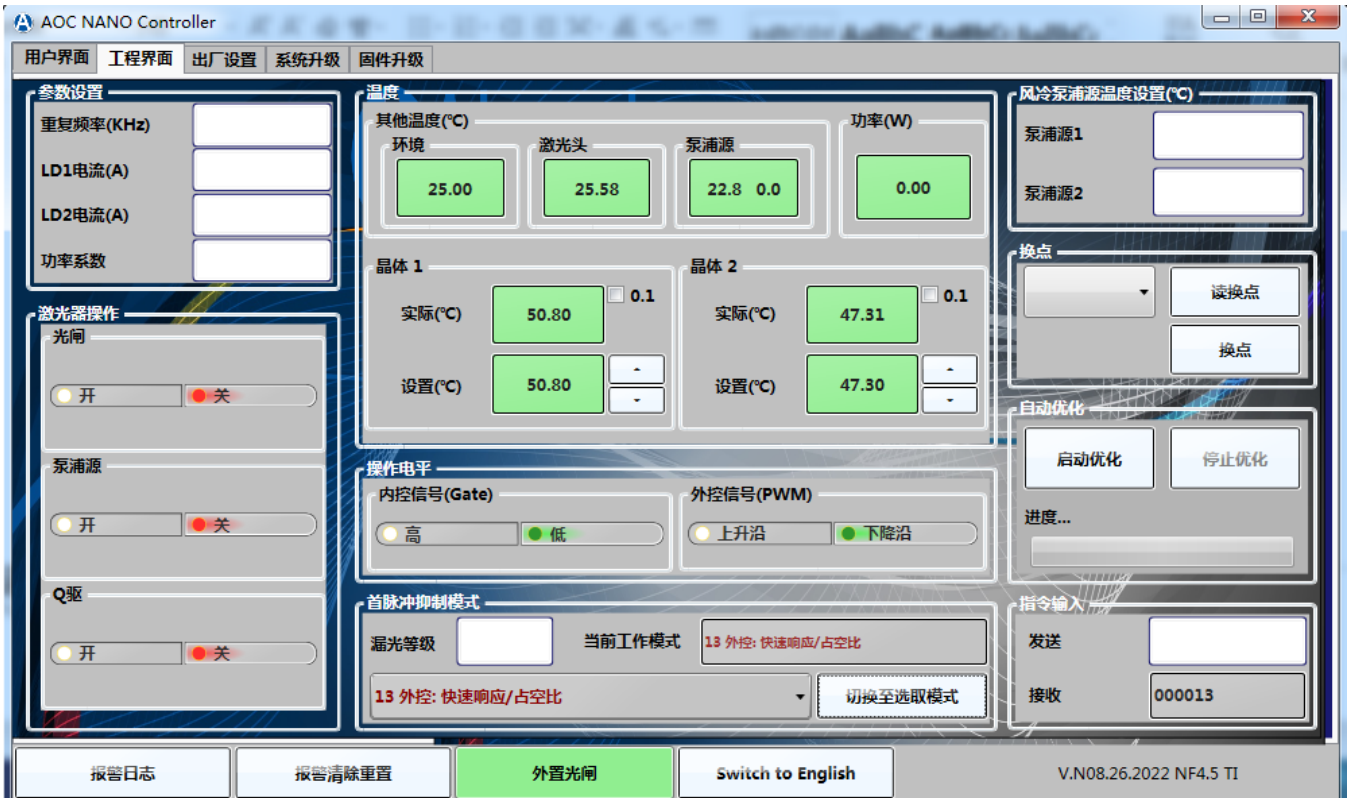 AOC NANO Controller
用户界面 工程界面 出厂设置 系统升级 固件升级
参数设置
重复频率(KHz)
LD1电流(A)
LD2电流(A)
功率系数
激光器操作
光闸
开 关
泵浦源
开 关
Q驱
开 关
温度
其他温度(℃)
环境 激光头 泵浦源
25.00 25.58 22.8 0.0
功率(W)
0.00
晶体 1
实际(℃) 50.80 0.1
设置(℃) 50.80
晶体 2
实际(℃) 47.31 0.1
设置(℃) 47.30
操作电平
内控信号(Gate)
高 低
外控信号(PWM)
上升沿 下降沿
首脉冲抑制模式
漏光等级 当前工作模式 13 外控: 快速响应/占空比
13 外控: 快速响应/占空比 切换至选取模式
风冷泵浦源温度设置(℃)
泵浦源1
泵浦源2
换点
读换点
换点
自动优化
启动优化 停止优化
进度...
指令输入
发送
接收 000013
报警日志 报警清除重置 外置光闸 Switch to English V.N08.26.2022 NF4.5 TI